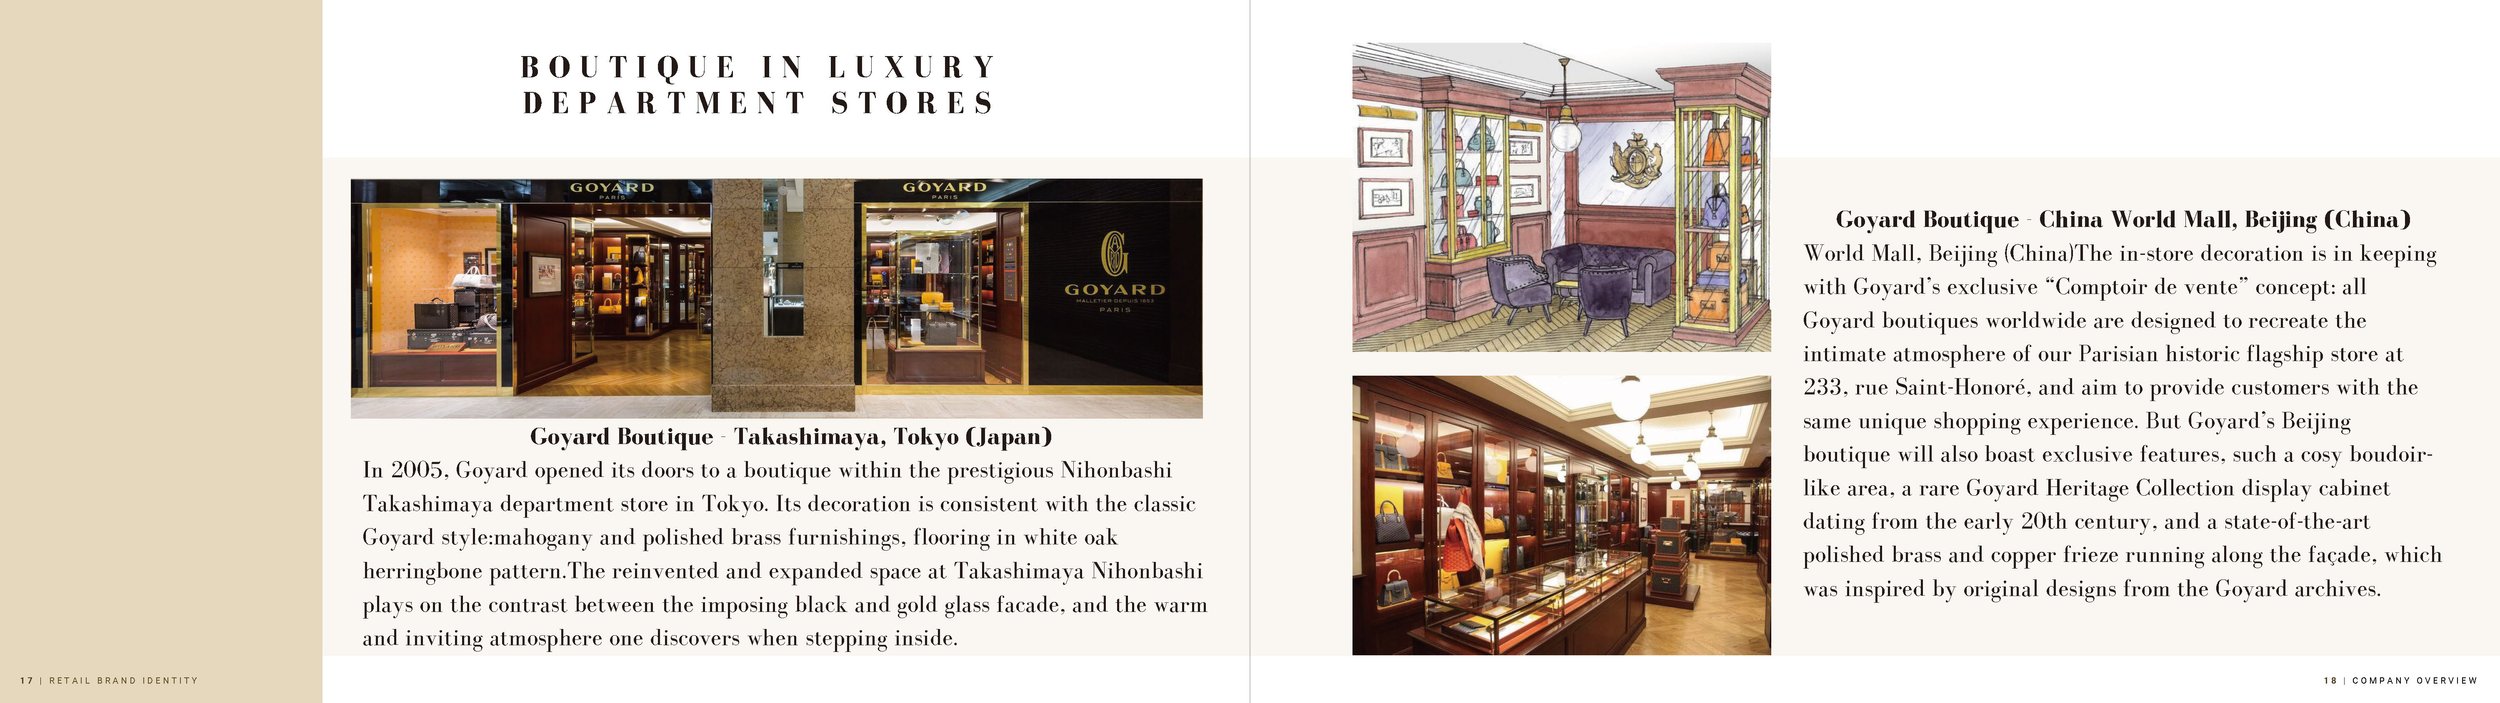 BOUTIQUE IN LUXURY
DEPARTMENT STORES
GOYARD
PARIS
GOYARD
PARIS
GOYARD
MALLETIER DEPUIS 1853
PARIS
Goyard Boutique - Takashimaya, Tokyo (Japan)
In 2005, Goyard opened its doors to a boutique within the prestigious Nihonbashi
Takashimaya department store in Tokyo. Its decoration is consistent with the classic
Goyard style:mahogany and polished brass furnishings, flooring in white oak
herringbone pattern.The reinvented and expanded space at Takashimaya Nihonbashi
plays on the contrast between the imposing black and gold glass facade, and the warm
and inviting atmosphere one discovers when stepping inside.
17 | RETAIL BRAND IDENTITY
Goyard Boutique - China World Mall, Beijing (China)
World Mall, Beijing (China)The in-store decoration is in keeping
with Goyard’s exclusive “Comptoir de vente” concept: all
Goyard boutiques worldwide are designed to recreate the
intimate atmosphere of our Parisian historic flagship store at
233, rue Saint-Honoré, and aim to provide customers with the
same unique shopping experience. But Goyard’s Beijing
boutique will also boast exclusive features, such a cosy boudoir-
like area, a rare Goyard Heritage Collection display cabinet
dating from the early 20th century, and a state-of-the-art
polished brass and copper frieze running along the façade, which
was inspired by original designs from the Goyard archives.
18 | COMPANY OVERVIEW